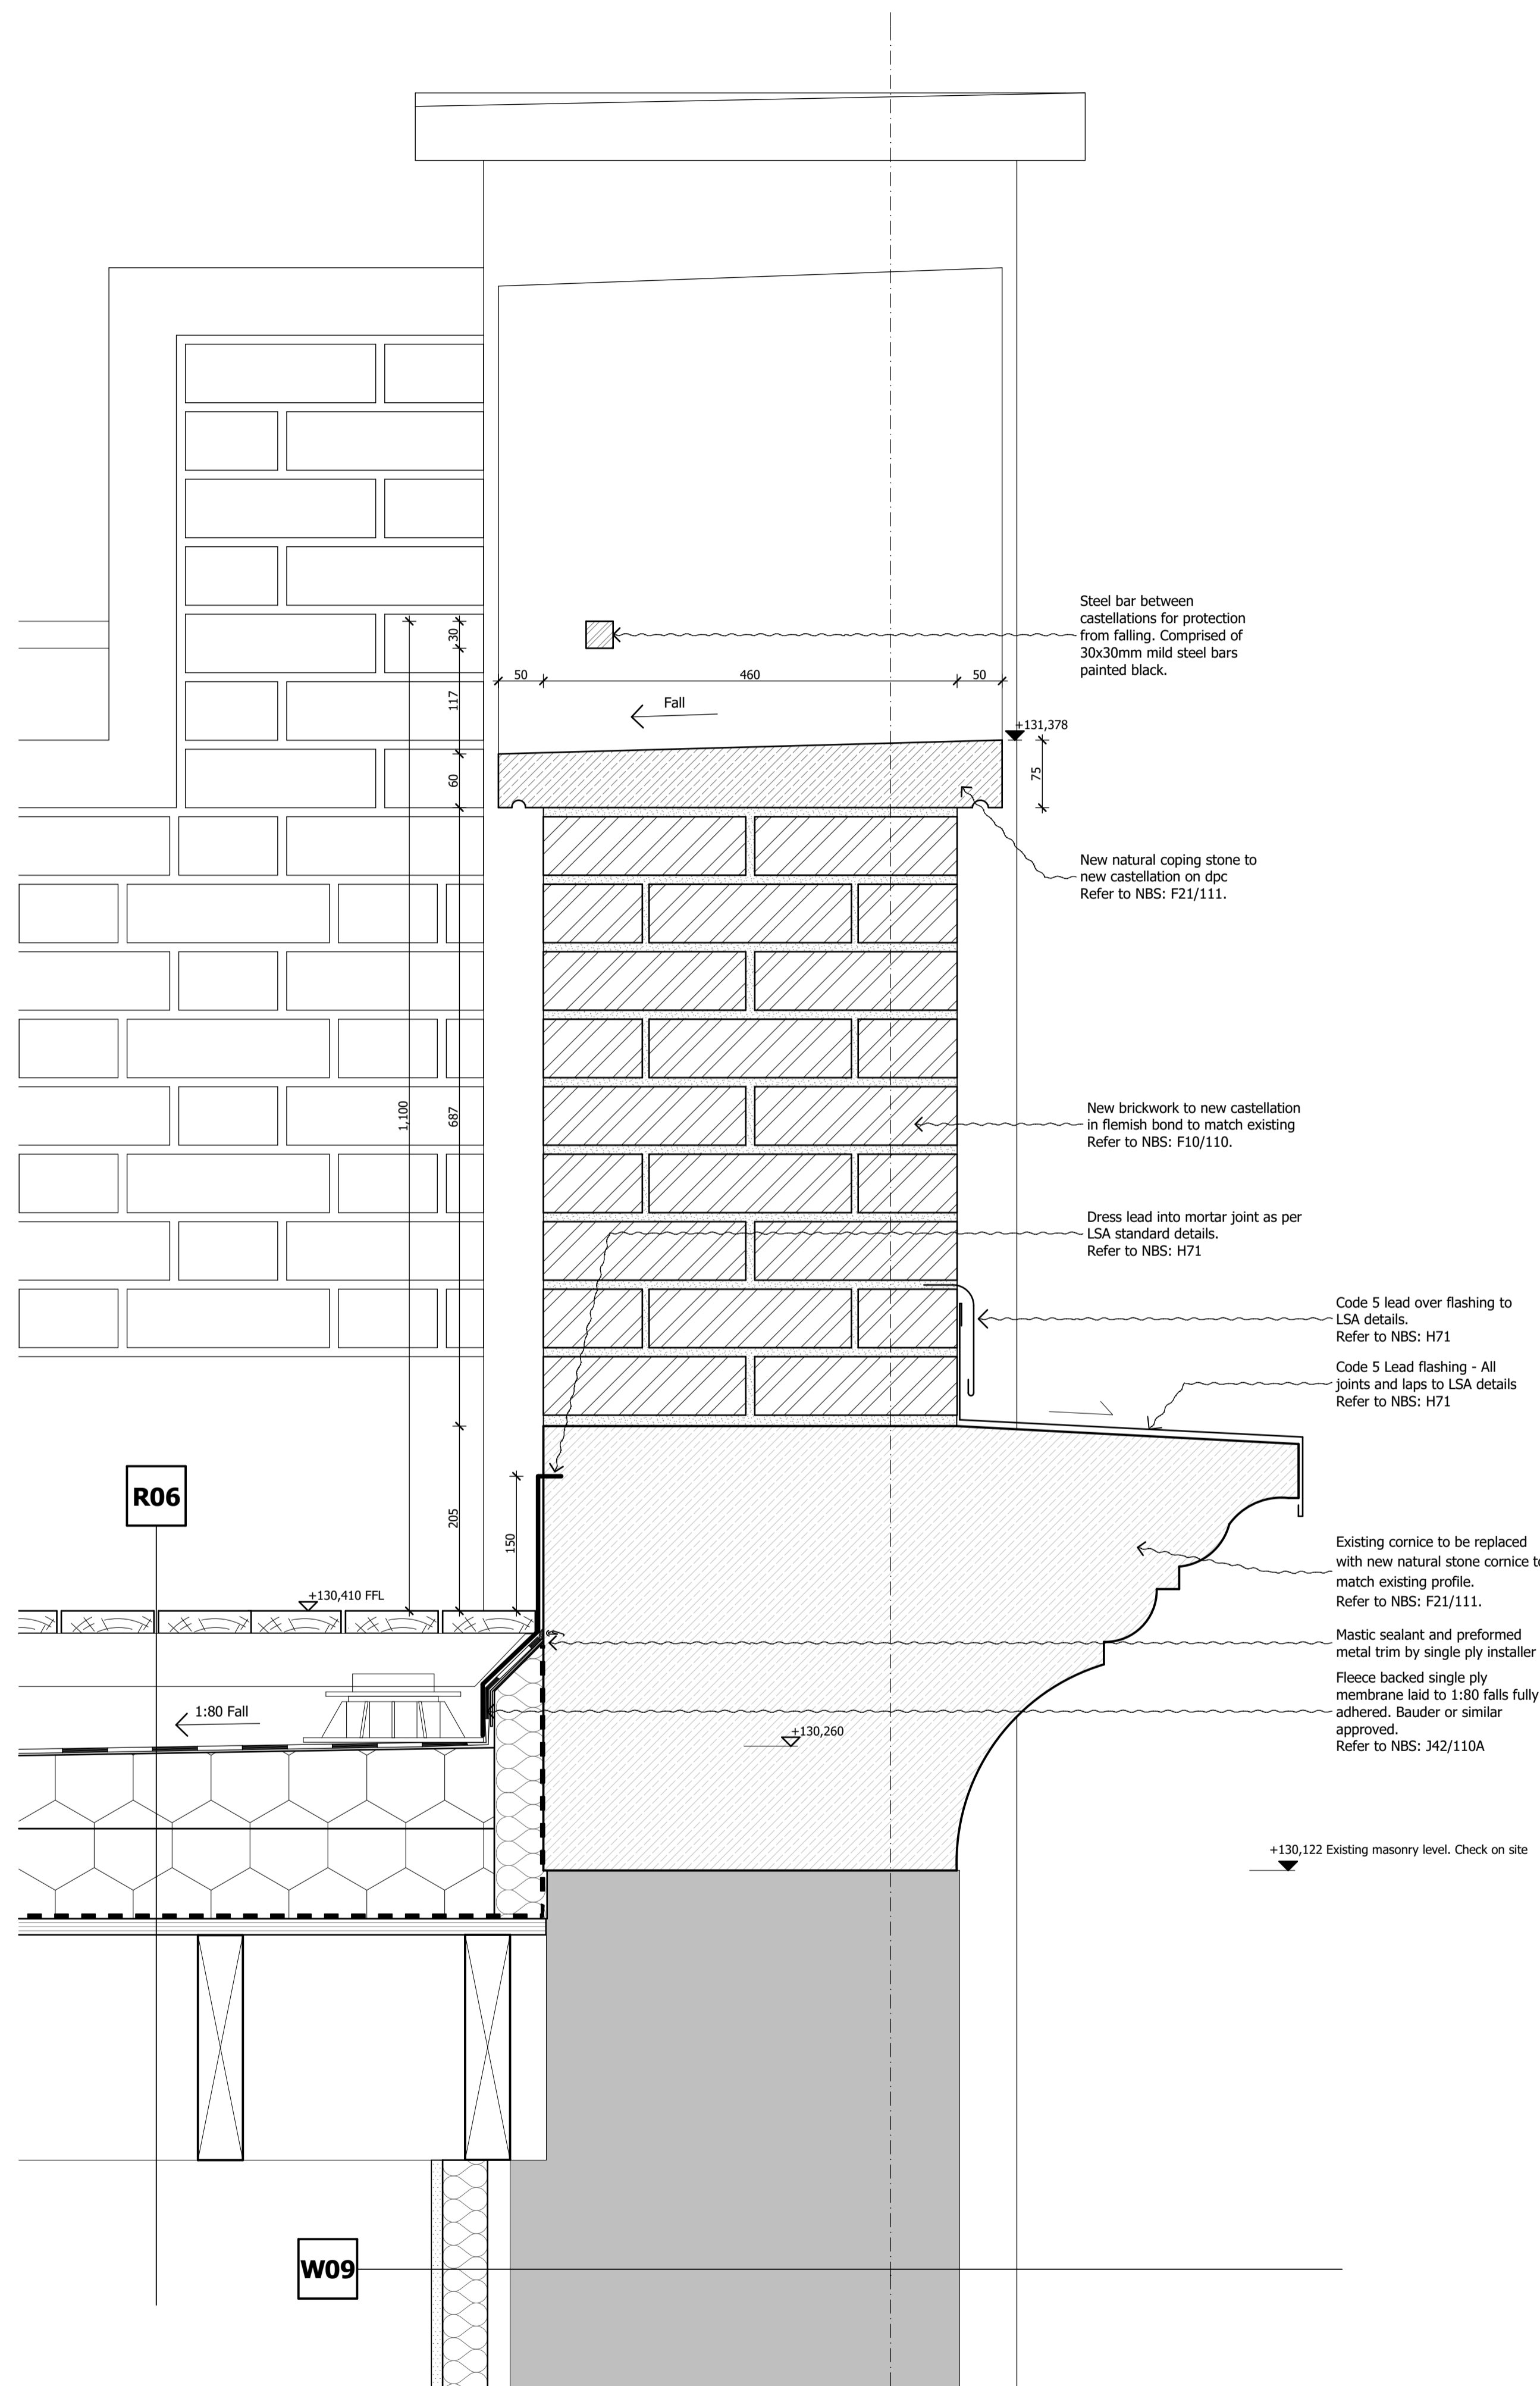 Steel bar between
castellations for protection
from falling. Comprised of
30x30mm mild steel bars
painted black.
30
50
460
50
117
Fall
+131,378
60
75
New natural coping stone to
new castellation on dpc
Refer to NBS: F21/111.
1,100
687
New brickwork to new castellation
in flemish bond to match existing
Refer to NBS: F10/110.
Dress lead into mortar joint as per
LSA standard details.
Refer to NBS: H71
Code 5 lead over flashing to
LSA details.
Refer to NBS: H71
Code 5 Lead flashing - All
joints and laps to LSA details
Refer to NBS: H71
R06
205
150
Existing cornice to be replaced
with new natural stone cornice to
match existing profile.
Refer to NBS: F21/111.
+130,410 FFL
Mastic sealant and preformed
metal trim by single ply installer
Fleece backed single ply
membrane laid to 1:80 falls fully
adhered. Bauder or similar
approved.
Refer to NBS: J42/110A
1:80 Fall
+130,260
+130,122 Existing masonry level. Check on site
W09